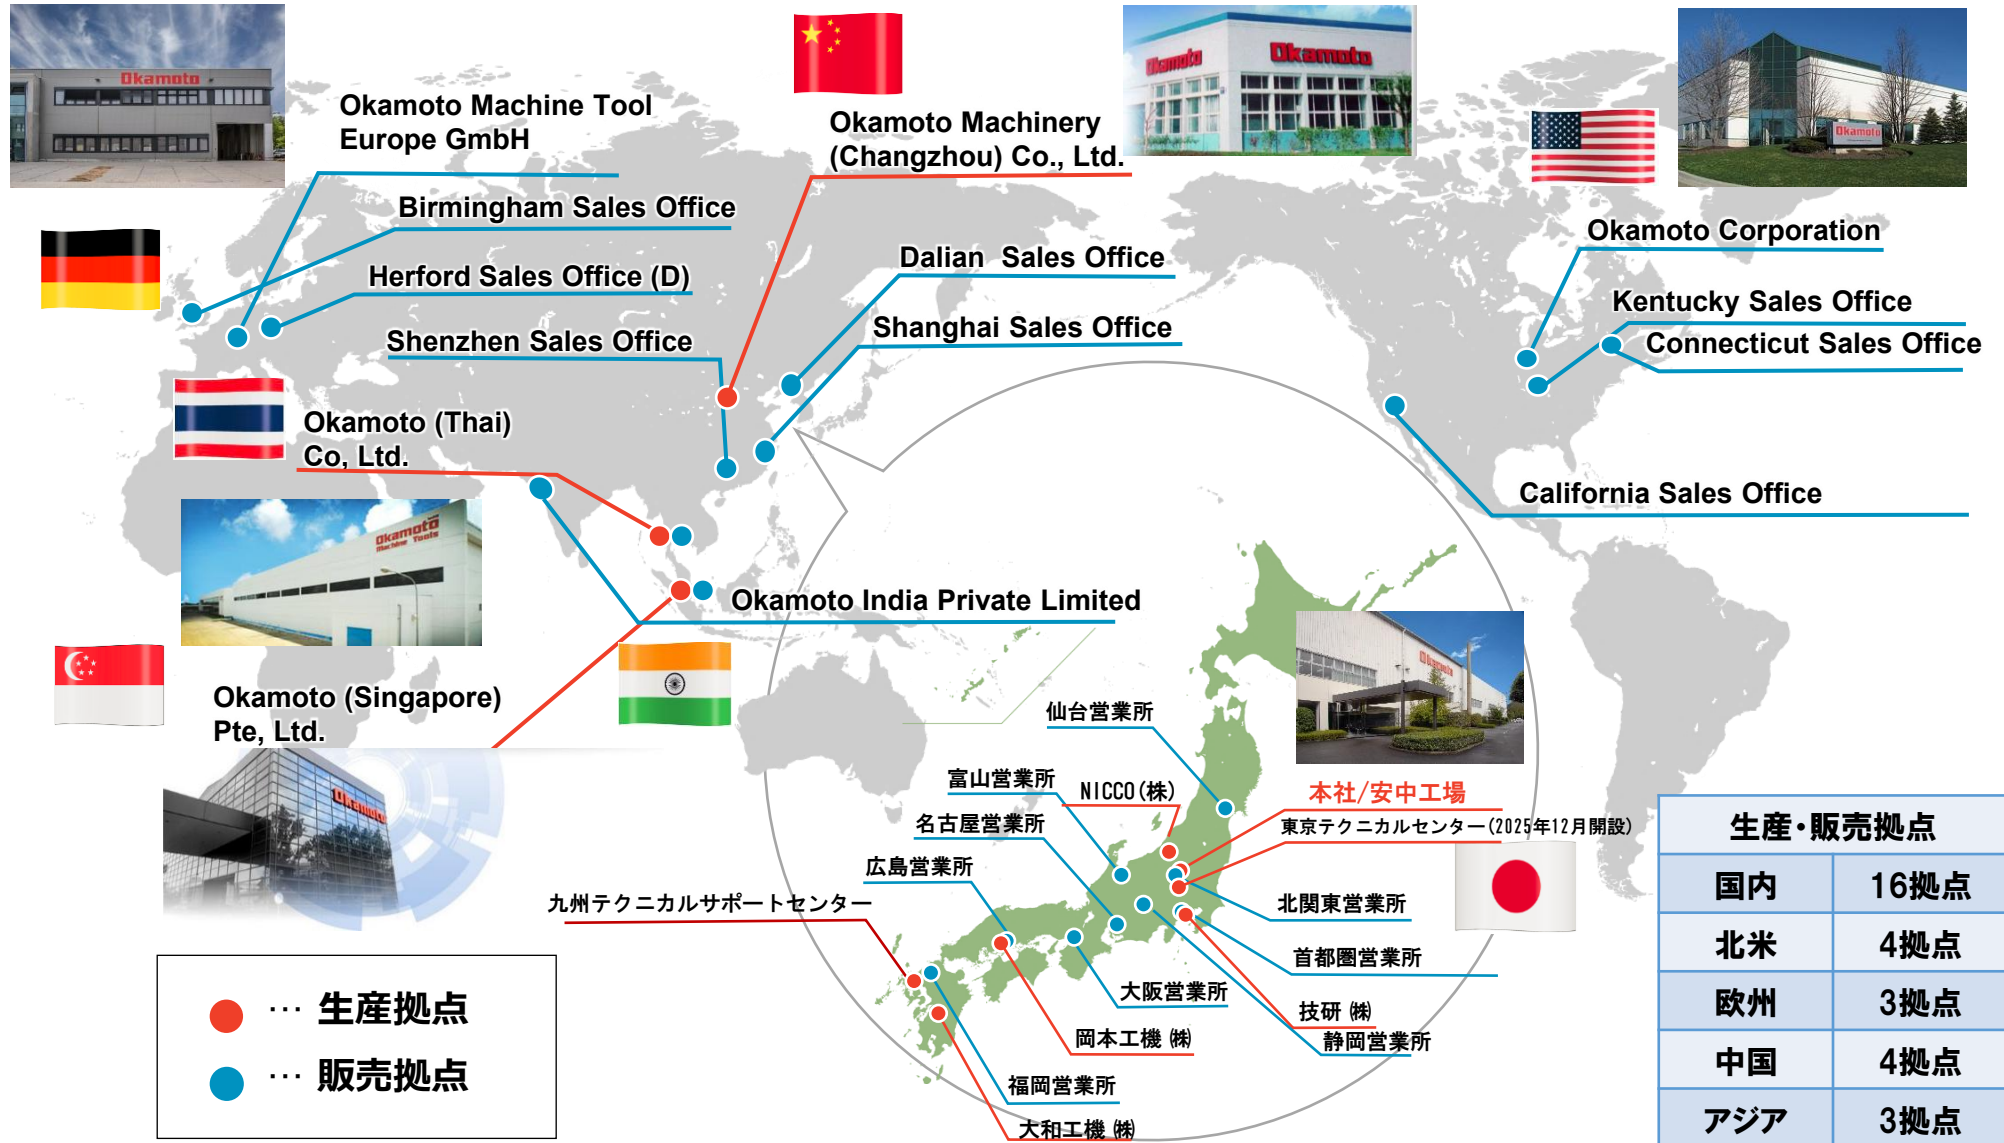 Okamoto
Okamoto Machine Tool
Europe GmbH
Birmingham Sales Office
Herford Sales Office (D)
Shenzhen Sales Office
Okamoto Machinery
(Changzhou) Co., Ltd.
Okamoto
Okamoto
Dalian Sales Office
Shanghai Sales Office
Okamoto
Okamoto Corporation
Kentucky Sales Office
Connecticut Sales Office
California Sales Office
Okamoto (Thai)
Co, Ltd.
Okamoto
Machine Tools
Okamoto India Private Limited
Okamoto (Singapore)
Pte, Ltd.
Okamoto
Okamoto
仙台営業所
富山営業所
NICCO(株)
名古屋営業所
広島営業所
九州テクニカルサポートセンター
本社/安中工場
東京テクニカルセンター(2025年12月開設)
北関東営業所
首都圏営業所
技研 (株)
静岡営業所
大阪営業所
岡本工機 (株)
福岡営業所
大和工機 (株)
… 生産拠点
… 販売拠点
生産・販売拠点
国内 16拠点
北米 4拠点
欧州 3拠点
中国 4拠点
アジア 3拠点